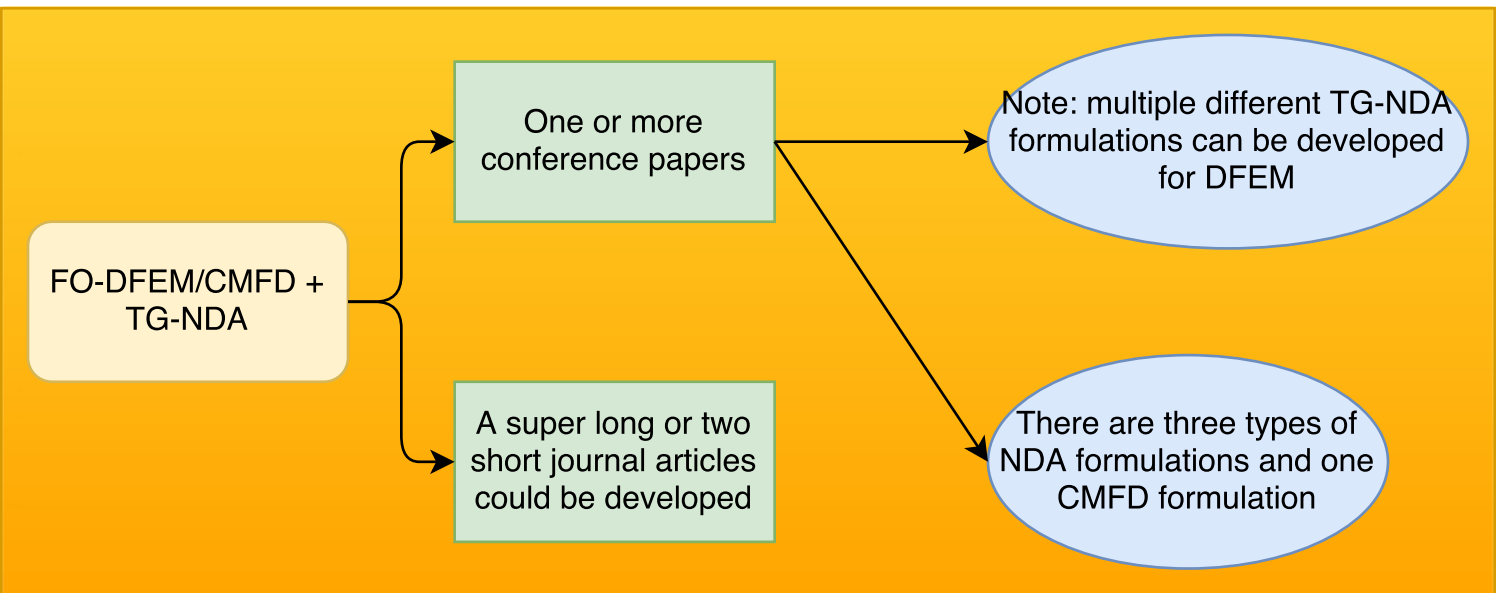 FO-DFEM/CMFD +
TG-NDA
One or more
conference papers
A super long or two
short journal articles
could be developed
Note: multiple different TG-NDA
formulations can be developed
for DFEM
There are three types of
NDA formulations and one
CMFD formulation